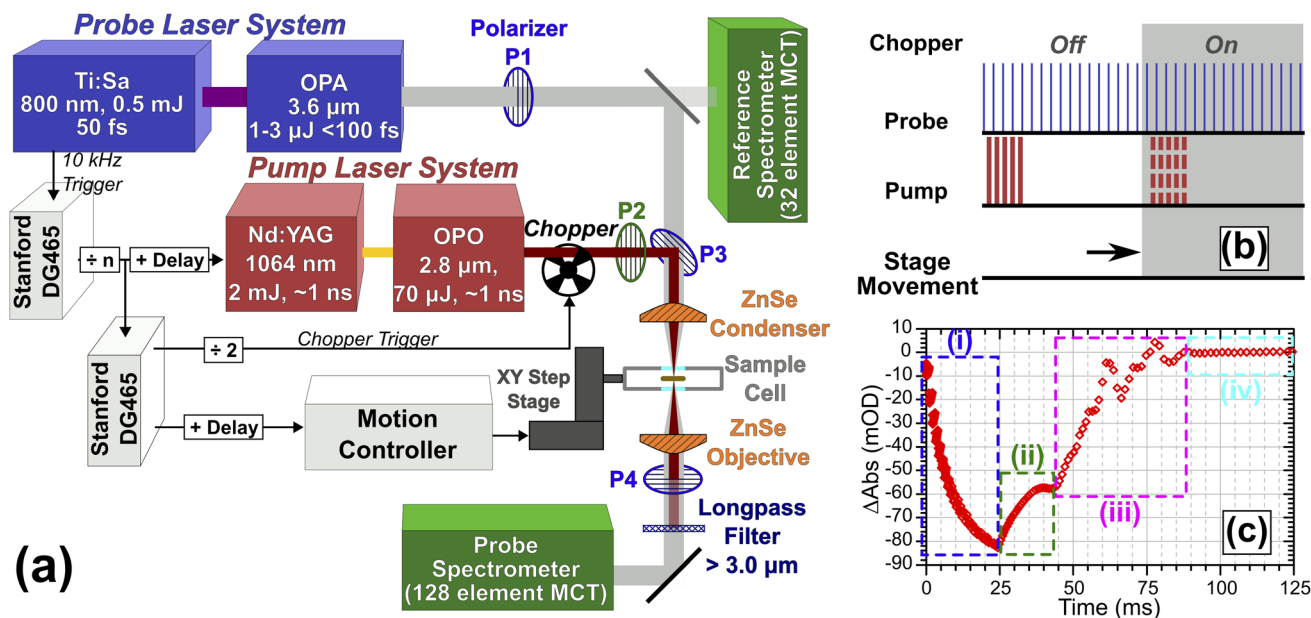 Probe Laser System
Ti:Sa
800 nm, 0.5 mJ
50 fs
OPA
3.6 µm
1-3 µJ <100 fs
Polarizer
P1
Reference
Spectrometer
(32 element MCT)
10 kHz
Trigger
Stanford
DG465
÷ n
+ Delay
Pump Laser System
Nd:YAG
1064 nm
2 mJ, ~1 ns
OPO
2.8 µm,
70 µJ, ~1 ns
Chopper
P2
P3
ZnSe
Condenser
Stanford
DG465
÷ 2
Chopper Trigger
+ Delay
Motion
Controller
XY Step
Stage
Sample
Cell
ZnSe
Objective
P4
Longpass
Filter
> 3.0 µm
Probe
Spectrometer
(128 element MCT)
(a)
Chopper
Off
On
Probe
Pump
Stage
Movement
(b)
10
0
-10
-20
-30
-40
-50
-60
-70
-80
-90
ΔAbs (mOD)
(i)
(ii)
(iii)
(iv)
(c)
0
25
50
75
100
125
Time (ms)